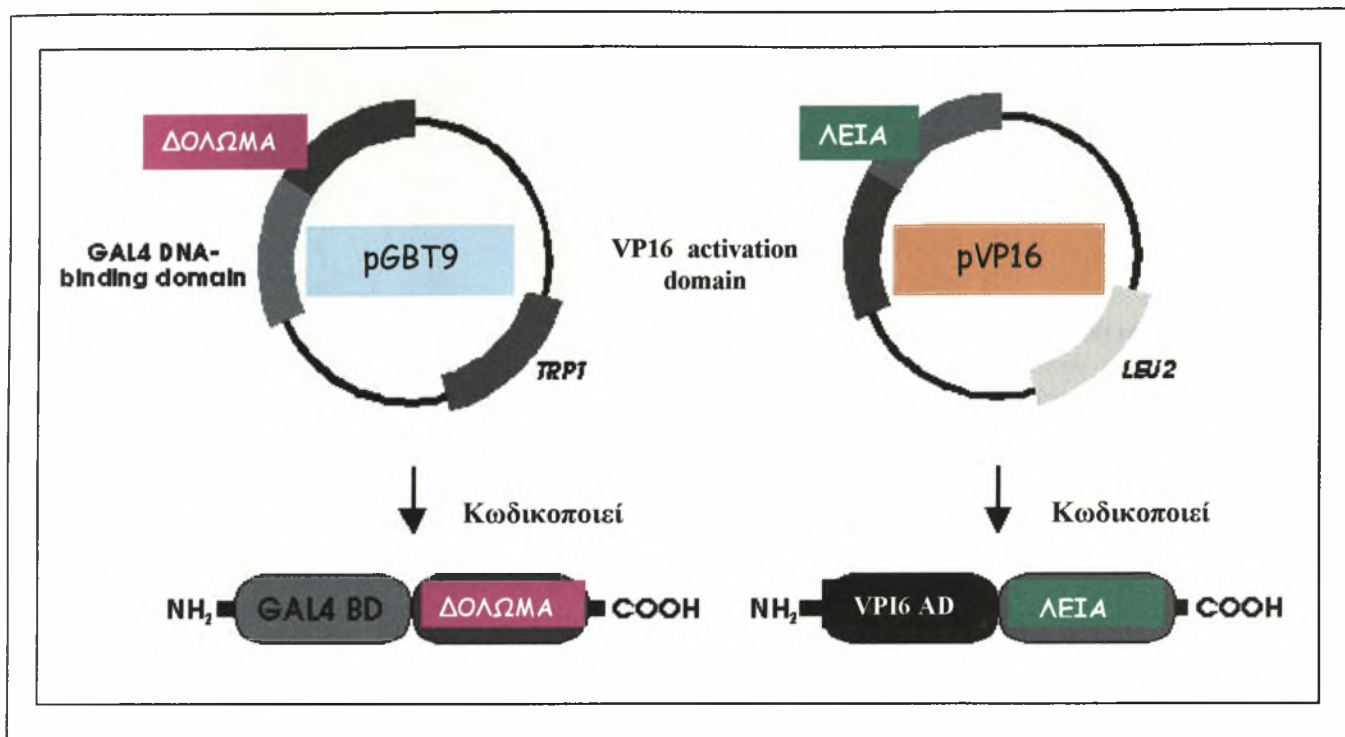 ΔΟΛΩΜΑ
GAL4 DNA-
binding domain
pGBT9
TRP1
ΛΕΙΑ
VP16 activation
domain
pVP16
LEU2
Κωδικοποιεί
Κωδικοποιεί
NH₂ GAL4 BD ΔΟΛΩΜΑ COOH
NH₂ VPI6 AD ΛΕΙΑ COOH